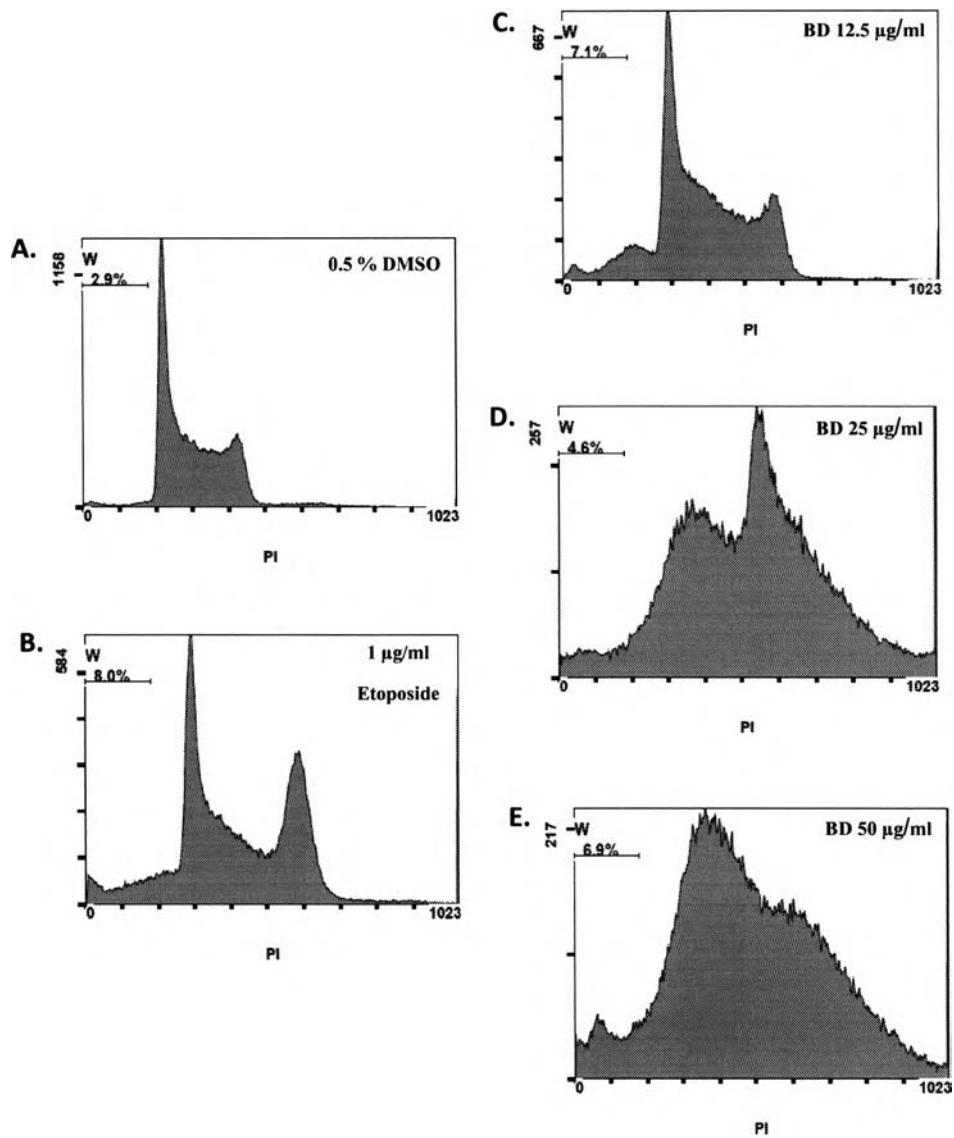 A.
1158
W
2.9%
0.5 % DMSO
0
1023
PI
B.
584
W
8.0%
1 µg/ml
Etoposide
0
1023
PI
C.
667
W
7.1%
BD 12.5 µg/ml
0
1023
PI
D.
257
W
4.6%
BD 25 µg/ml
0
1023
PI
E.
217
W
6.9%
BD 50 µg/ml
0
1023
PI